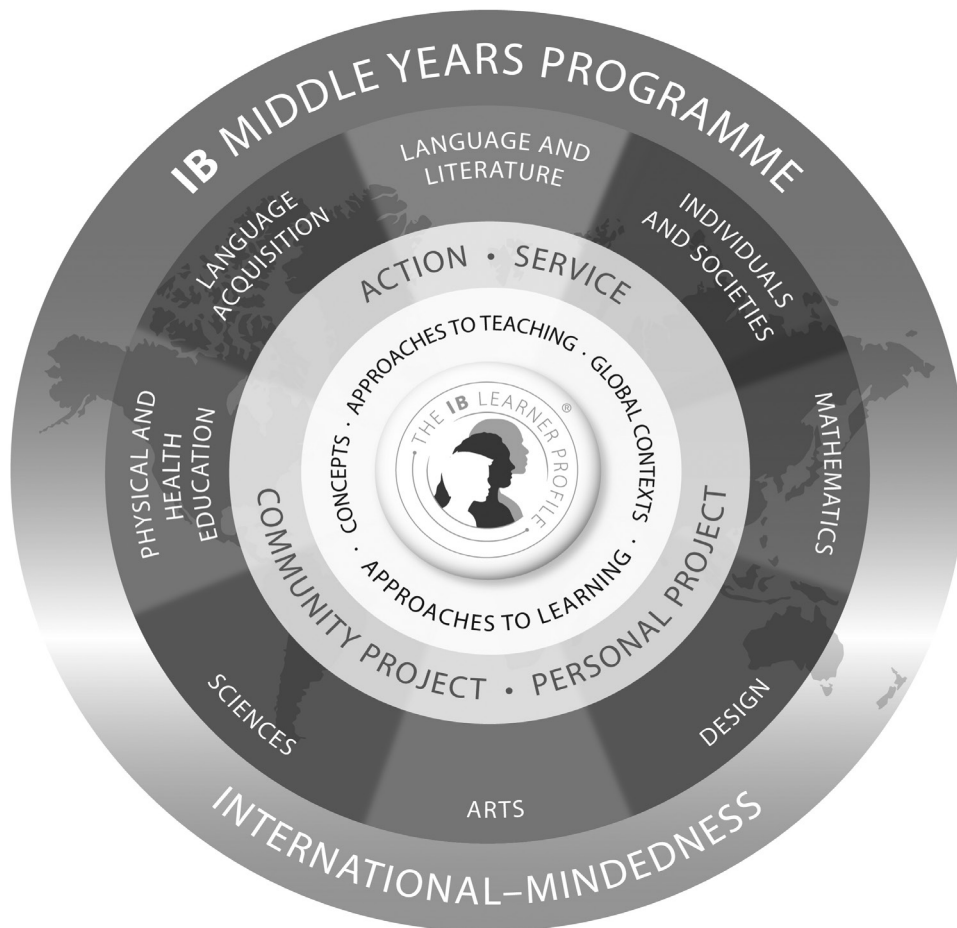 IB MIDDLE YEARS PROGRAMME
LANGUAGE AND
LITERATURE
INDIVIDUALS
AND SOCIETIES
MATHEMATICS
DESIGN
ARTS
SCIENCES
PHYSICAL AND
HEALTH
EDUCATION
LANGUAGE
ACQUISITION
ACTION · SERVICE
PERSONAL PROJECT
COMMUNITY PROJECT ·
APPROACHES TO TEACHING · GLOBAL CONTEXTS ·
APPROACHES TO LEARNING ·
CONCEPTS ·
THE IB LEARNER PROFILE ®
INTERNATIONAL–MINDEDNESS